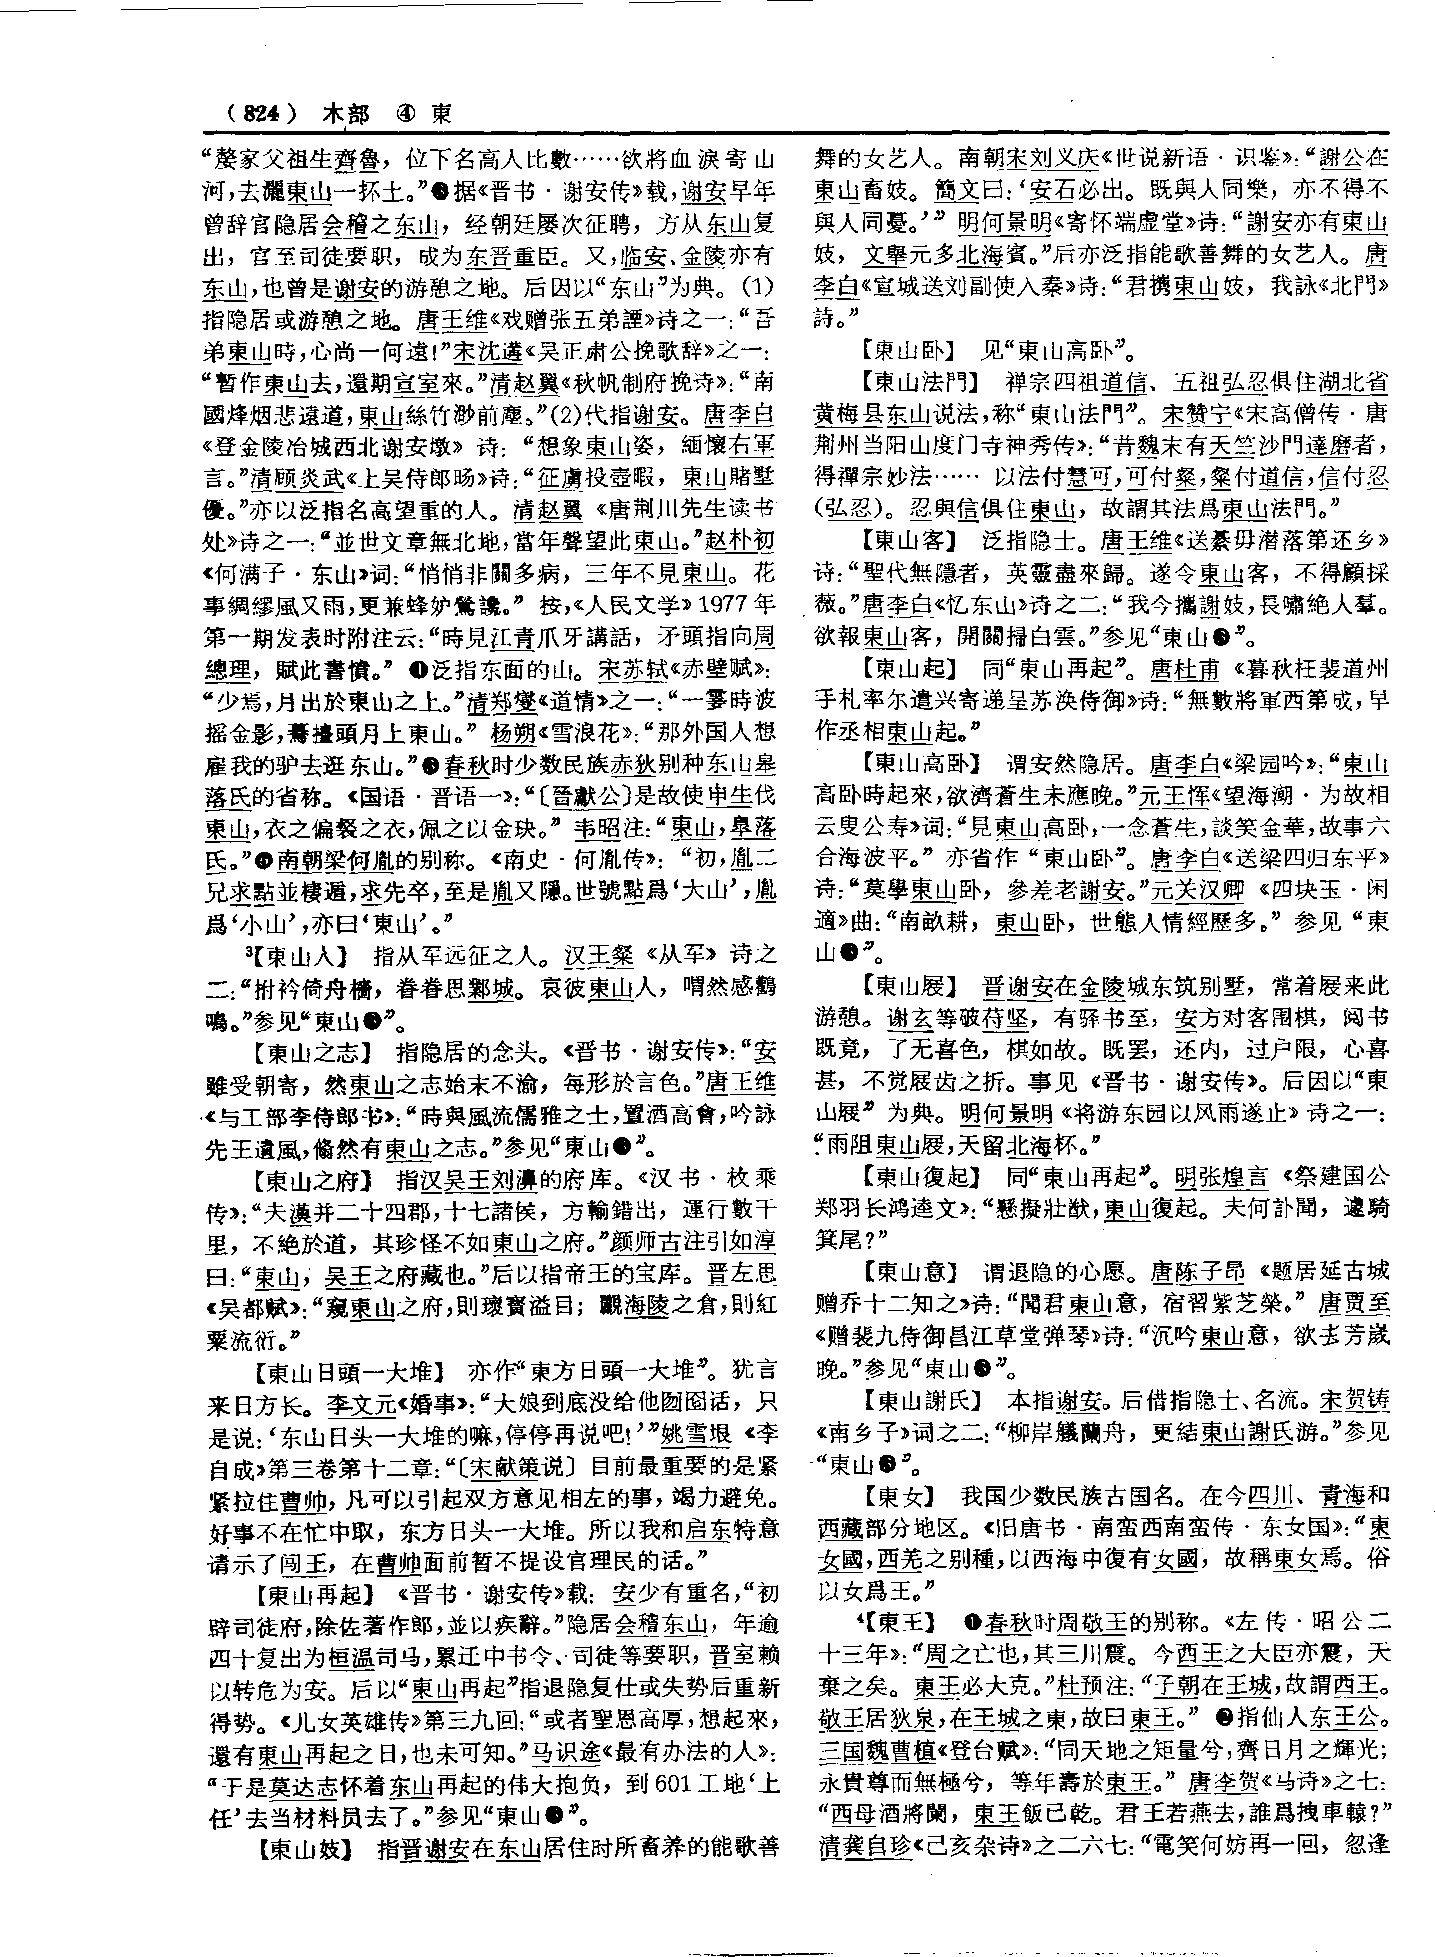 （824） 木部 ④ 東
“嫠家父祖生齊魯，位下名高人比數……欲將血淚寄山
河，去灑東山一抔土。”❸据《晋书·谢安传》载，谢安早年
曾辞官隐居会稽之东山，经朝廷屡次征聘，方从东山复
出，官至司徒要职，成为东晋重臣。又，临安、金陵亦有
东山，也曾是谢安的游憩之地。后因以“东山”为典。(1)
指隐居或游憩之地。唐王维《戏赠张五弟諲》诗之一：“吾
弟東山時，心尚一何遠！”宋沈遘《吴正肃公挽歌辞》之一：
“暫作東山去，還期宣室來。”清赵翼《秋帆制府挽诗》：“南
國烽烟悲遠道，東山絲竹渺前塵。”(2)代指谢安。唐李白
《登金陵冶城西北谢安墩》诗：“想象東山姿，緬懷右軍
言。”清顾炎武《上吴侍郎旸》诗：“征虜投壺暇，東山賭墅
優。”亦以泛指名高望重的人。清赵翼《唐荆川先生读书
处》诗之一：“並世文章無北地，當年聲望此東山。”赵朴初
《何满子·东山》词：“悄悄非關多病，三年不見東山。花
事綢繆風又雨，更兼蜂妒鶯讒。”按，《人民文学》1977年
第一期发表时附注云：“時見江青爪牙講話，矛頭指向周
總理，賦此書憤。”❶泛指东面的山。宋苏轼《赤壁赋》：
“少焉，月出於東山之上。”清郑燮《道情》之一：“一霎時波
摇金影，驀擡頭月上東山。”杨朔《雪浪花》：“那外国人想
雇我的驴去逛东山。”❸春秋时少数民族赤狄别种东山皋
落氏的省称。《国语·晋语一》：“〔晉獻公〕是故使申生伐
東山，衣之偏裻之衣，佩之以金玦。”韦昭注：“東山，皋落
氏。”❹南朝梁何胤的别称。《南史·何胤传》：“初，胤二
兄求點並棲遁，求先卒，至是胤又隱。世號點爲‘大山’，胤
爲‘小山’，亦曰‘東山’。”
³【東山人】 指从军远征之人。汉王粲《从军》诗之
二：“拊衿倚舟檣，眷眷思鄴城。哀彼東山人，喟然感鸛
鳴。”参见“東山❸”。
【東山之志】 指隐居的念头。《晋书·谢安传》：“安
雖受朝寄，然東山之志始末不渝，每形於言色。”唐王维
《与工部李侍郎书》：“時與風流儒雅之士，置酒高會，吟詠
先王遺風，翛然有東山之志。”参见“東山❸”。
【東山之府】 指汉吴王刘濞的府库。《汉书·枚乘
传》：“夫漢并二十四郡，十七諸侯，方輸錯出，運行數千
里，不絶於道，其珍怪不如東山之府。”颜师古注引如淳
曰：“東山，吴王之府藏也。”后以指帝王的宝库。晋左思
《吴都赋》：“窺東山之府，則瓌寶溢目；觀海陵之倉，則紅
粟流衍。”
【東山日頭一大堆】 亦作“東方日頭一大堆”。犹言
来日方长。李文元《婚事》：“大娘到底没给他囫囵话，只
是说：‘东山日头一大堆的嘛，停停再说吧！’”姚雪垠《李
自成》第三卷第十二章：“〔宋献策说〕目前最重要的是紧
紧拉住曹帅，凡可以引起双方意见相左的事，竭力避免。
好事不在忙中取，东方日头一大堆。所以我和启东特意
请示了闯王，在曹帅面前暂不提设官理民的话。”
【東山再起】 《晋书·谢安传》载：安少有重名，“初
辟司徒府，除佐著作郎，並以疾辭。”隐居会稽东山，年逾
四十复出为桓温司马，累迁中书令、司徒等要职，晋室赖
以转危为安。后以“東山再起”指退隐复仕或失势后重新
得势。《儿女英雄传》第三九回：“或者聖恩高厚，想起來，
還有東山再起之日，也未可知。”马识途《最有办法的人》：
“于是莫达志怀着东山再起的伟大抱负，到601工地‘上
任’去当材料员去了。”参见“東山❸”。
【東山妓】 指晋谢安在东山居住时所畜养的能歌善
舞的女艺人。南朝宋刘义庆《世说新语·识鉴》：“謝公在
東山畜妓。簡文曰：‘安石必出。既與人同樂，亦不得不
與人同憂。’”明何景明《寄怀端虚堂》诗：“謝安亦有東山
妓，文舉元多北海賓。”后亦泛指能歌善舞的女艺人。唐
李白《宣城送刘副使入秦》诗：“君携東山妓，我詠《北門》
詩。”
【東山卧】 见“東山高卧”。
【東山法門】 禅宗四祖道信、五祖弘忍俱住湖北省
黄梅县东山说法，称“東山法門”。宋赞宁《宋高僧传·唐
荆州当阳山度门寺神秀传》：“昔魏末有天竺沙門達磨者，
得禪宗妙法……以法付慧可，可付粲，粲付道信，信付忍
(弘忍)。忍與信俱住東山，故謂其法爲東山法門。”
【東山客】 泛指隐士。唐王维《送綦毋潜落第还乡》
诗：“聖代無隱者，英靈盡來歸。遂令東山客，不得顧採
薇。”唐李白《忆东山》诗之二：“我今攜謝妓，長嘯絶人羣。
欲報東山客，開關掃白雲。”参见“東山❸”。
【東山起】 同“東山再起”。唐杜甫《暮秋枉裴道州
手札率尔遣兴寄递呈苏涣侍御》诗：“無數將軍西第成，早
作丞相東山起。”
【東山高卧】 谓安然隐居。唐李白《梁园吟》：“東山
高卧時起來，欲濟蒼生未應晚。”元王恽《望海潮·为故相
云叟公寿》词：“見東山高卧，一念蒼生，談笑金華，故事六
合海波平。”亦省作“東山卧”。唐李白《送梁四归东平》
诗：“莫學東山卧，參差老謝安。”元关汉卿《四块玉·闲
適》曲：“南畝耕，東山卧，世態人情經歷多。”参见“東
山❸”。
【東山屐】 晋谢安在金陵城东筑别墅，常着屐来此
游憩。谢玄等破苻坚，有驿书至，安方对客围棋，阅书
既竟，了无喜色，棋如故。既罢，还内，过户限，心喜
甚，不觉屐齿之折。事见《晋书·谢安传》。后因以“東
山屐”为典。明何景明《将游东园以风雨遂止》诗之一：
“雨阻東山屐，天留北海杯。”
【東山復起】 同“東山再起”。明张煌言《祭建国公
郑羽长鸿逵文》：“懸擬壯猷，東山復起。夫何訃聞，遽騎
箕尾？”
【東山意】 谓退隐的心愿。唐陈子昂《题居延古城
赠乔十二知之》诗：“聞君東山意，宿習紫芝榮。”唐贾至
《赠裴九侍御昌江草堂弹琴》诗：“沉吟東山意，欲去芳歲
晚。”参见“東山❸”。
【東山謝氏】 本指谢安。后借指隐士、名流。宋贺铸
《南乡子》词之二：“柳岸艤蘭舟，更結東山謝氏游。”参见
“東山❸”。
【東女】 我国少数民族古国名。在今四川、青海和
西藏部分地区。《旧唐书·南蛮西南蛮传·东女国》：“東
女國，西羌之别種，以西海中復有女國，故稱東女焉。俗
以女爲王。”
⁴【東王】 ❶春秋时周敬王的别称。《左传·昭公二
十三年》：“周之亡也，其三川震。今西王之大臣亦震，天
棄之矣。東王必大克。”杜预注：“子朝在王城，故謂西王。
敬王居狄泉，在王城之東，故曰東王。”❷指仙人东王公。
三国魏曹植《登台赋》：“同天地之矩量兮，齊日月之輝光；
永貴尊而無極兮，等年壽於東王。”唐李贺《马诗》之七：
“西母酒將闌，東王飯已乾。君王若燕去，誰爲拽車轅？”
清龚自珍《己亥杂诗》之二六七：“電笑何妨再一回，忽逢